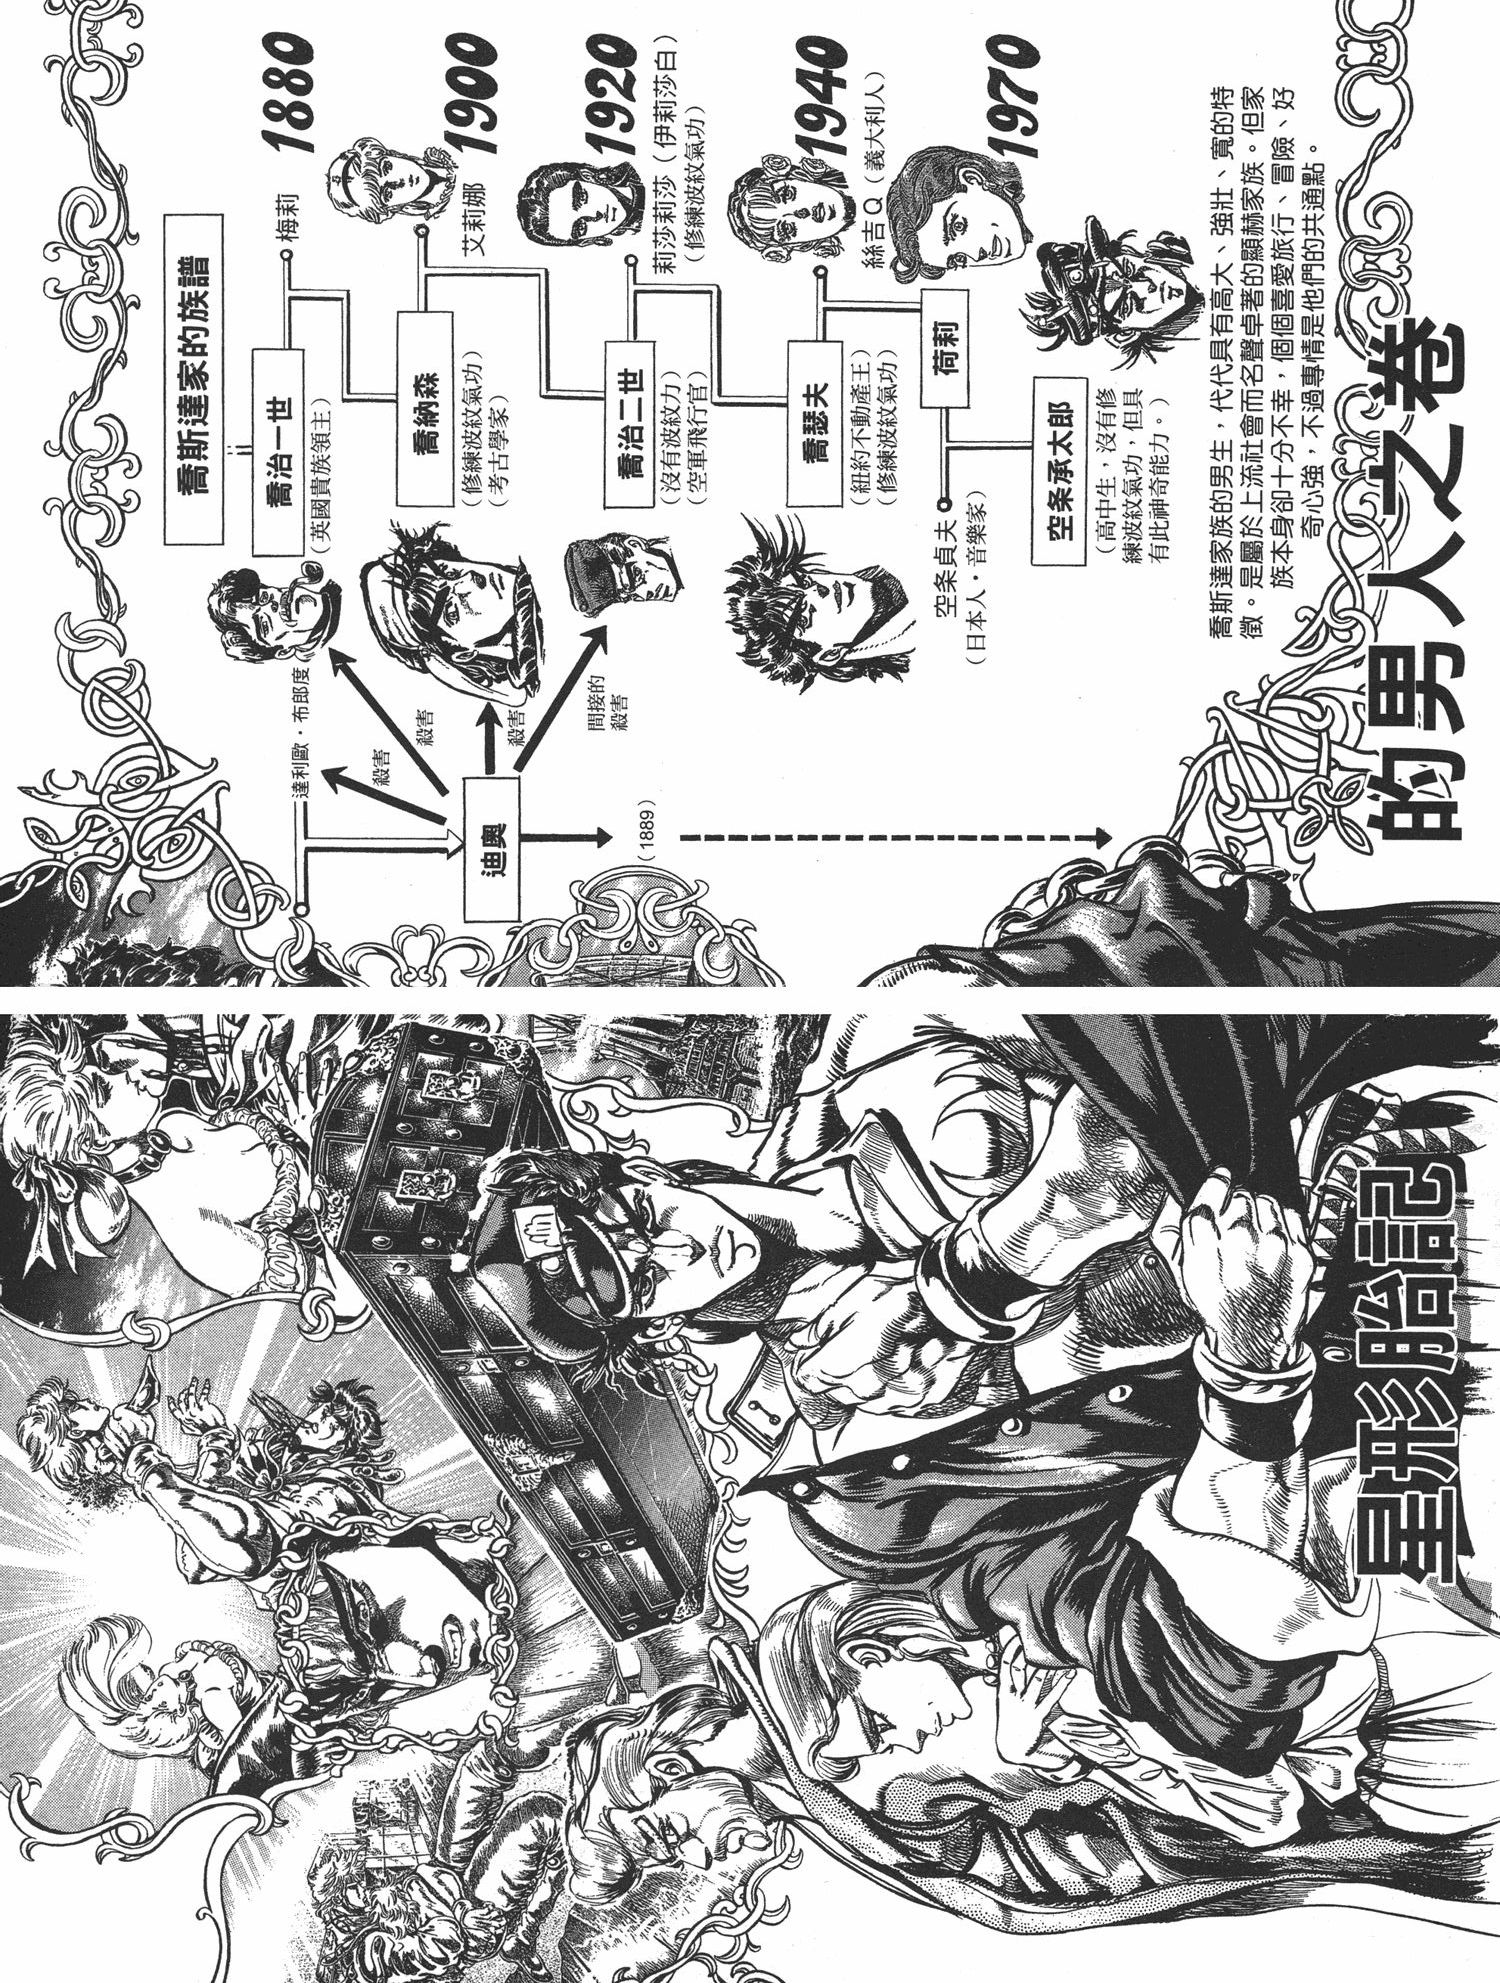 喬斯達家的族譜
1880
喬治一世
(英國貴族領主)
梅莉
1900
喬納森
(修練波紋氣功)
(考古學家)
艾莉娜
1920
喬治二世
(沒有波紋力)
(空軍飛行官)
莉莎莉莎(伊莉莎白)
(修練波紋氣功)
1940
喬瑟夫
(紐約不動產王)
(修練波紋氣功)
絲吉Q(義大利人)
1970
荷莉
空条貞夫
(日本人・音樂家)
空条承太郎
(高中生,沒有修
練波紋氣功,但具
有此神奇能力。)
達利歐・布郎度
殺害
殺害
殺害
間接的
殺害
迪奧
(1889)
喬斯達家族的男生,代代具有高大、強壯、寬的特
徵。是屬於上流社會而名聲卓著的顯赫家族。但家
族本身卻十分不幸,個個喜愛旅行、冒險、好
奇心強,不過專情是他們的共通點。
星形胎記
的男人之卷